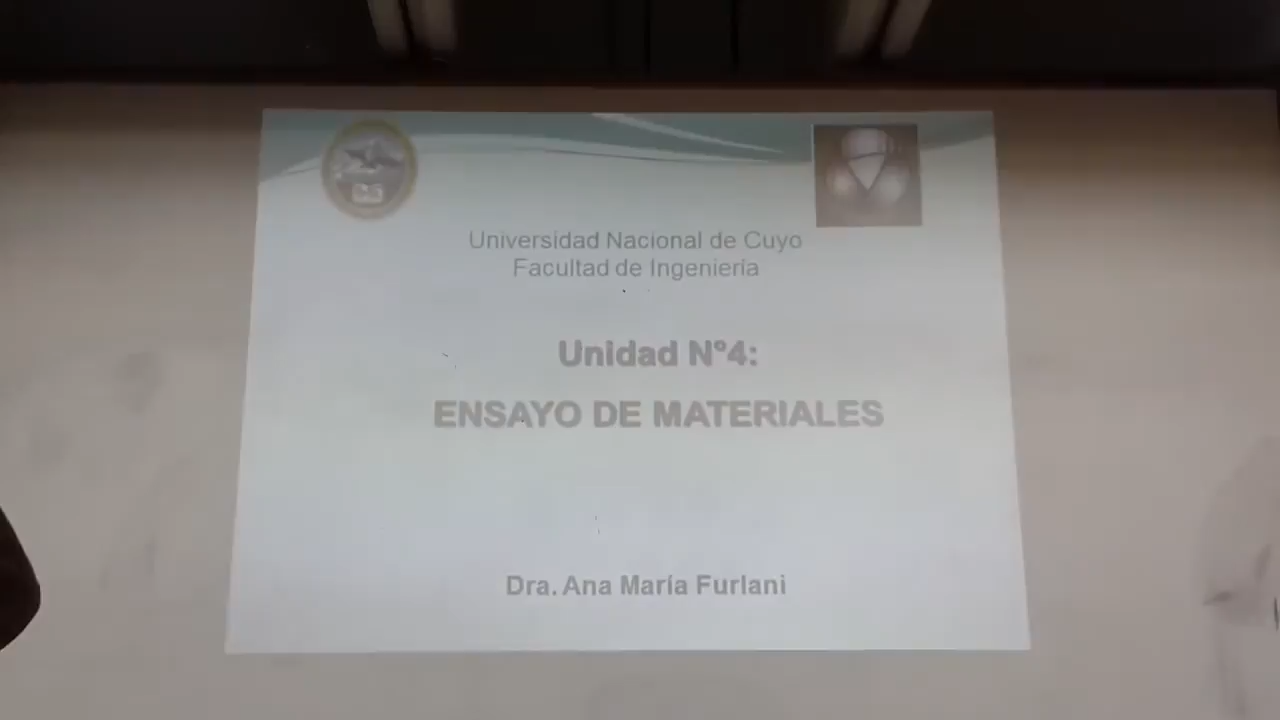 Universidad Nacional de Cuyo
Facultad de Ingeniería
Unidad N°4:
ENSAYO DE MATERIALES
Dra. Ana María Furlani